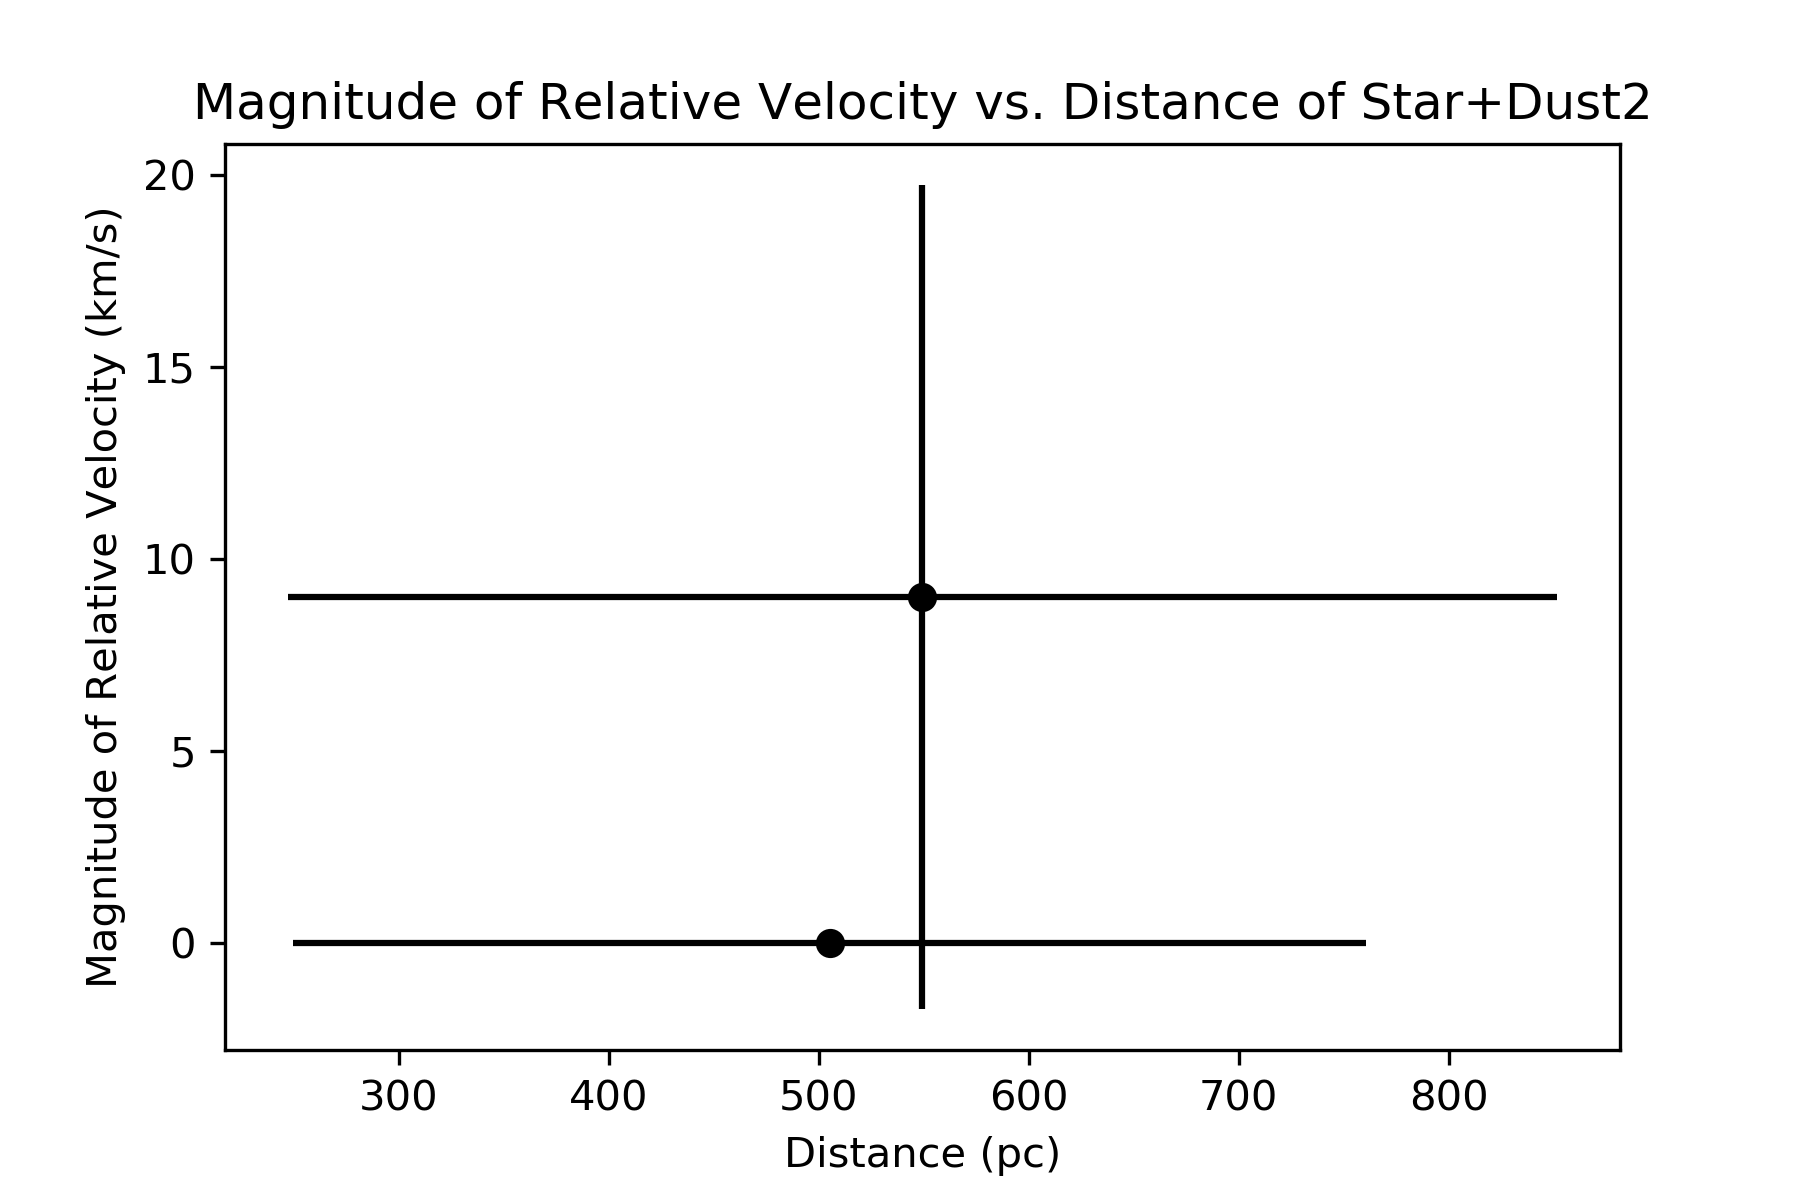 Magnitude of Relative Velocity vs. Distance of Star+Dust2
Magnitude of Relative Velocity (km/s)
20
15
10
5
0
300 400 500 600 700 800
Distance (pc)